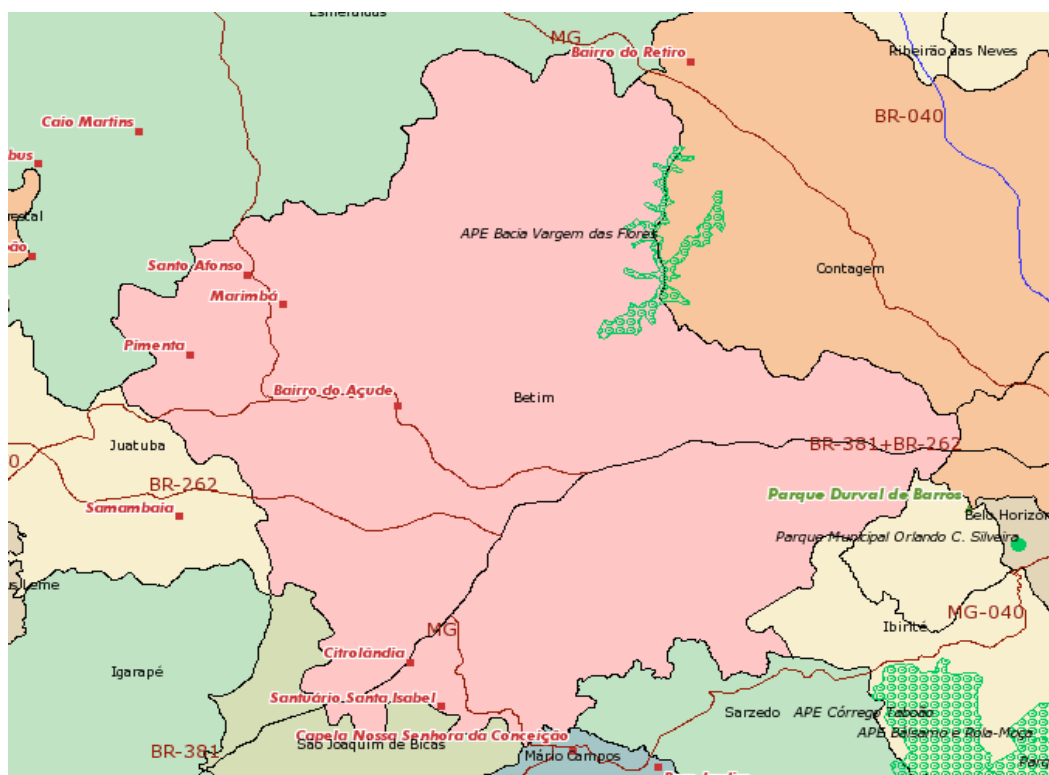 Esmeraldas
MG
Bairro do Retiro
Ribeirão das Neves
Caio Martins
BR-040
APE Bacia Vargem das Flores
Santo Afonso
Contagem
Marimbá
Pimenta
Bairro do Açude
Betim
Juatuba
BR-381+BR-262
BR-262
Parque Durval de Barros
Samambaia
Belo Horizon
Parque Municipal Orlando C. Silveira
MG-040
Ibirité
MG
Citrolândia
Igarapé
Santuário Santa Isabel
Sarzedo
APE Córrego Taboão
Capela Nossa Senhora da Conceição
São Joaquim de Bicas
APE Bálsamo e Rola-Moça
BR-381
Mário Campos